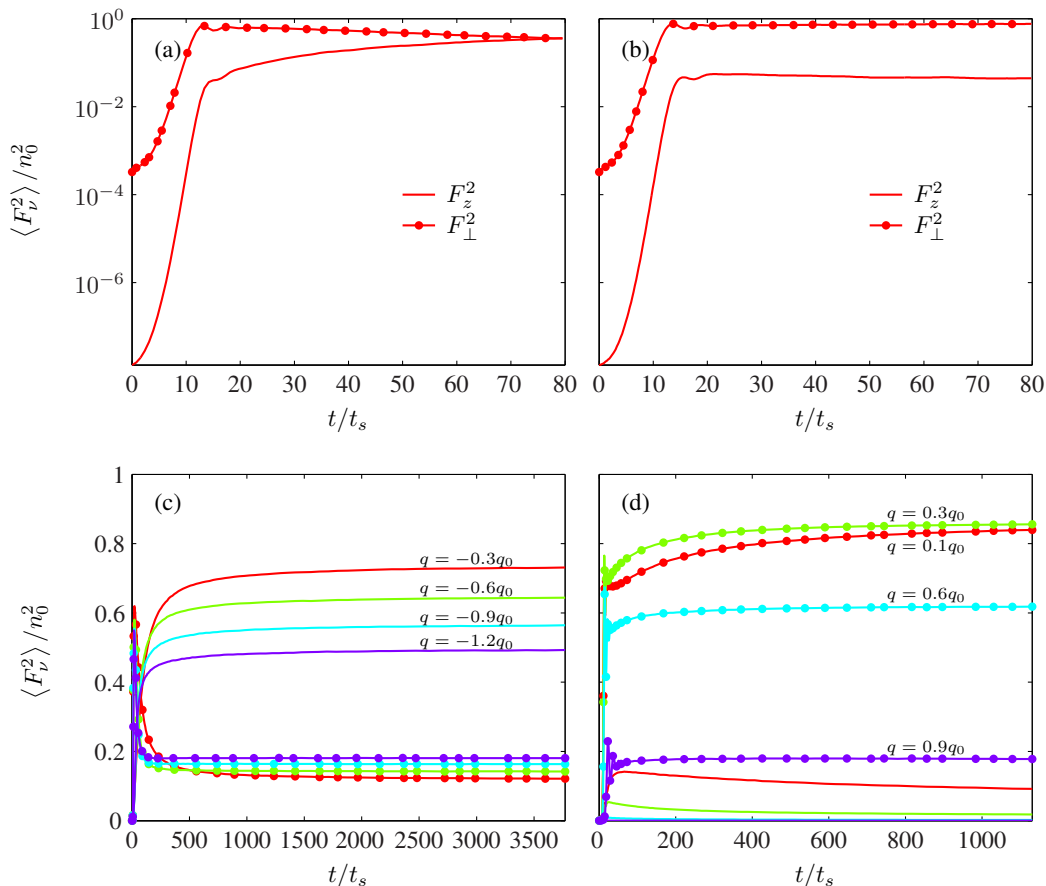 (a)
(b)
10^0
10^{-2}
10^{-4}
10^{-6}
⟨F_ν^2⟩/n_0^2
F_z^2
F_⊥^2
F_z^2
F_⊥^2
0 10 20 30 40 50 60 70 80
0 10 20 30 40 50 60 70 80
t/t_s
t/t_s
(c)
(d)
1
0.8
0.6
0.4
0.2
0
⟨F_ν^2⟩/n_0^2
q = −0.3q_0
q = −0.6q_0
q = −0.9q_0
q = −1.2q_0
q = 0.3q_0
q = 0.1q_0
q = 0.6q_0
q = 0.9q_0
0 500 1000 1500 2000 2500 3000 3500
0 200 400 600 800 1000
t/t_s
t/t_s